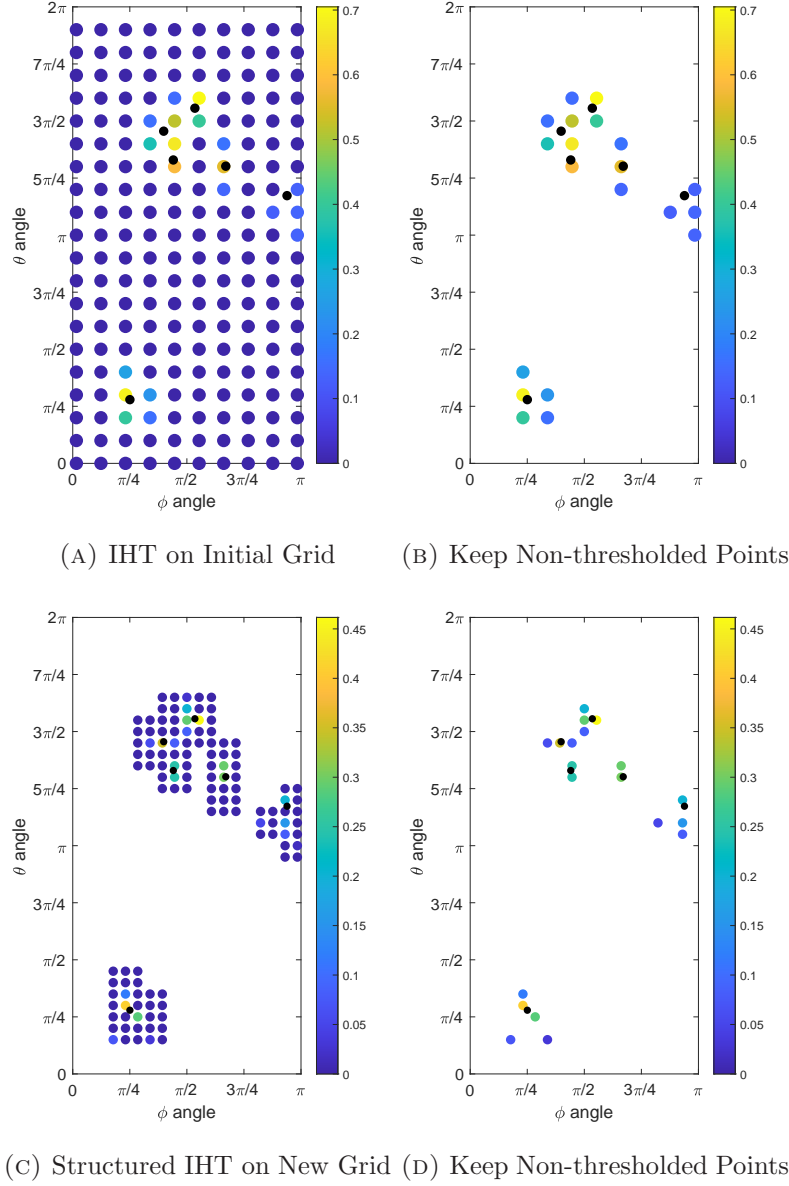 2π
7π/4
3π/2
5π/4
π
3π/4
π/2
π/4
0
θ angle
0 π/4 π/2 3π/4 π
ϕ angle
0.7
0.6
0.5
0.4
0.3
0.2
0.1
0
2π
7π/4
3π/2
5π/4
π
3π/4
π/2
π/4
0
θ angle
0 π/4 π/2 3π/4 π
ϕ angle
0.7
0.6
0.5
0.4
0.3
0.2
0.1
0
(A) IHT on Initial Grid
(B) Keep Non-thresholded Points
2π
7π/4
3π/2
5π/4
π
3π/4
π/2
π/4
0
θ angle
0 π/4 π/2 3π/4 π
ϕ angle
0.45
0.4
0.35
0.3
0.25
0.2
0.15
0.1
0.05
0
2π
7π/4
3π/2
5π/4
π
3π/4
π/2
π/4
0
θ angle
0 π/4 π/2 3π/4 π
ϕ angle
0.45
0.4
0.35
0.3
0.25
0.2
0.15
0.1
0.05
0
(C) Structured IHT on New Grid
(D) Keep Non-thresholded Points